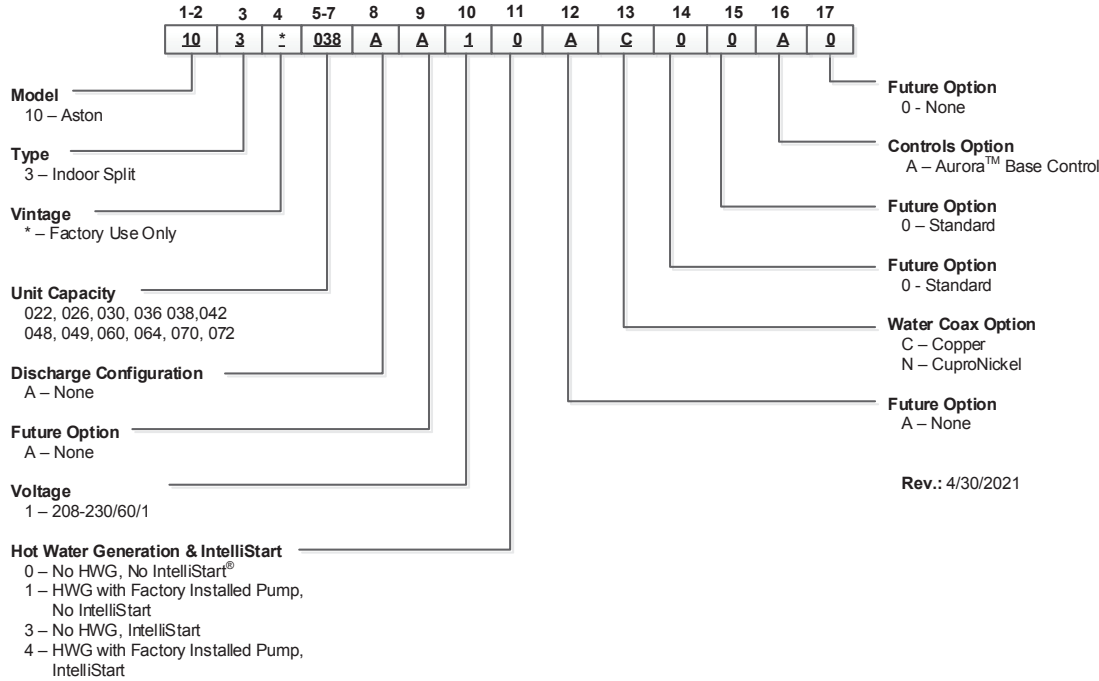 1-2 3 4 5-7 8 9 10 11 12 13 14 15 16 17
10 3 * 038 A A 1 0 A C 0 0 A 0
Model
10 – Aston
Type
3 – Indoor Split
Vintage
* – Factory Use Only
Unit Capacity
022, 026, 030, 036 038,042
048, 049, 060, 064, 070, 072
Discharge Configuration
A – None
Future Option
A – None
Voltage
1 – 208-230/60/1
Hot Water Generation & IntelliStart
0 – No HWG, No IntelliStart®
1 – HWG with Factory Installed Pump,
No IntelliStart
3 – No HWG, IntelliStart
4 – HWG with Factory Installed Pump,
IntelliStart
Future Option
0 - None
Controls Option
A – Aurora™ Base Control
Future Option
0 – Standard
Future Option
0 - Standard
Water Coax Option
C – Copper
N – CuproNickel
Future Option
A – None
Rev.: 4/30/2021